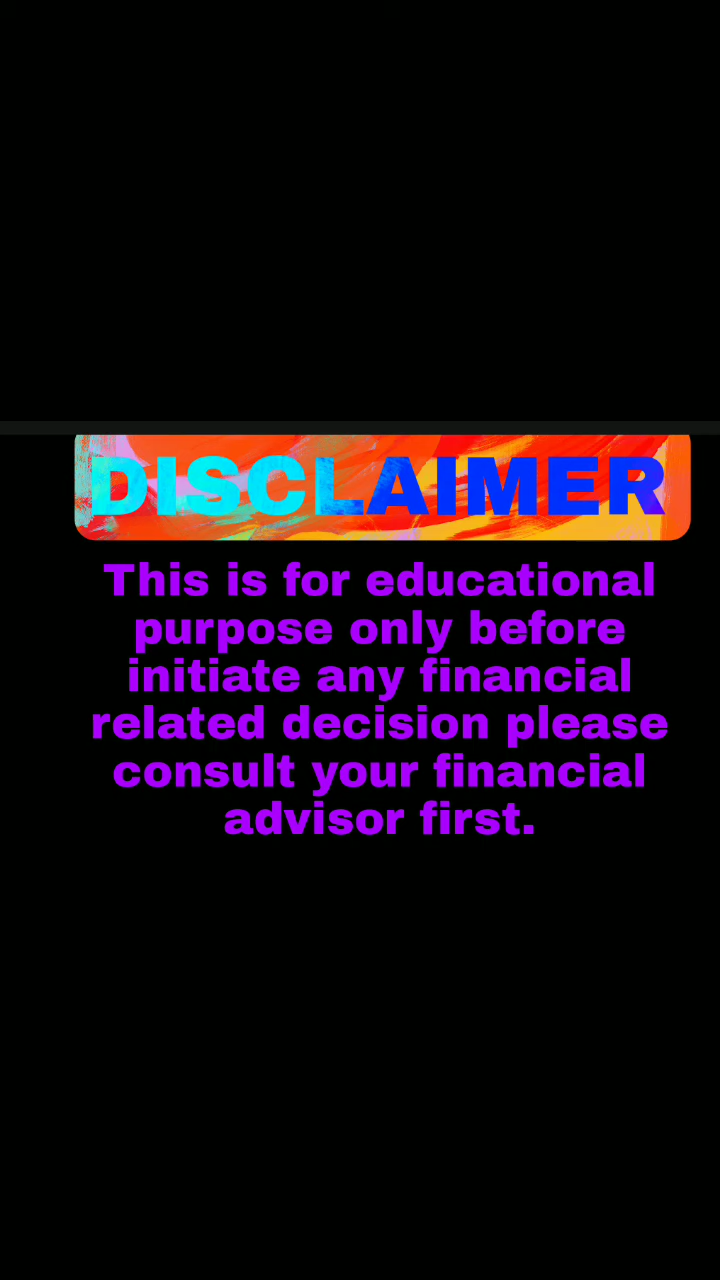 DISCLAIMER
This is for educational
purpose only before
initiate any financial
related decision please
consult your financial
advisor first.